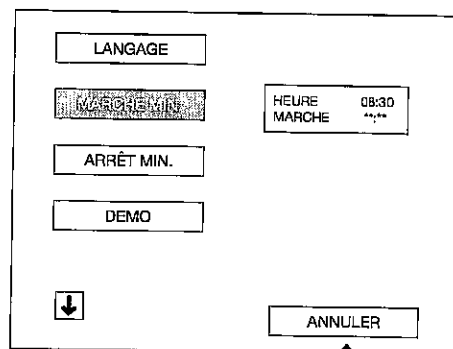 LANGAGE
MARCHE MIN.
HEURE 08:30
MARCHE **:**
ARRÊT MIN.
DEMO
ANNULER